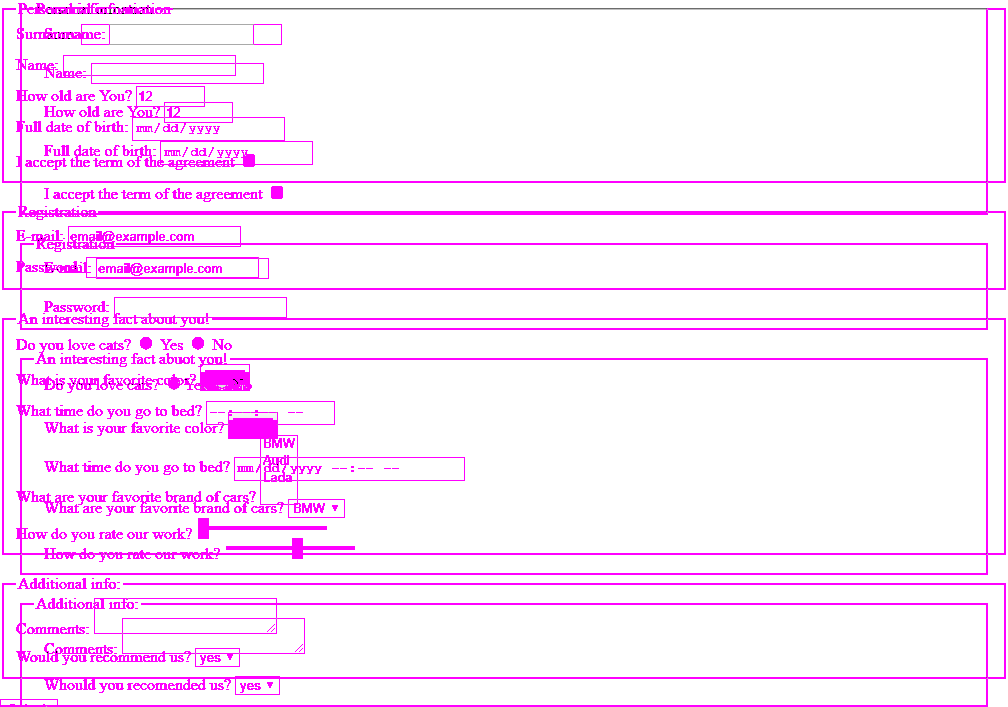 Personal information
Personal information
Surname:
Surname:
Name:
Name:
How old are You? 12
How old are You? 12
Full date of birth: mm/dd/yyyy
Full date of birth: mm/dd/yyyy
I accept the term of the agreement
I accept the term of the agreement
Registration
E-mail: email@example.com
Registration
Password:
E-mail: email@example.com
Password:
An interesting fact about you!
Do you love cats? Yes No
An interesting fact abuot you!
What is your favorite color?
Do you love cars? Yes
What time do you go to bed? --:--:-- --
What is your favorite color?
BMW
Audi
Lada
What time do you go to bed? mm/dd/yyyy --:-- --
What are your favorite brand of cars?
What are your favorite brand of cars? BMW
How do you rate our work?
How do you rate our work?
Additional info:
Additional info:
Comments:
Comments:
Would you recommend us? yes
Whould you recomended us? yes